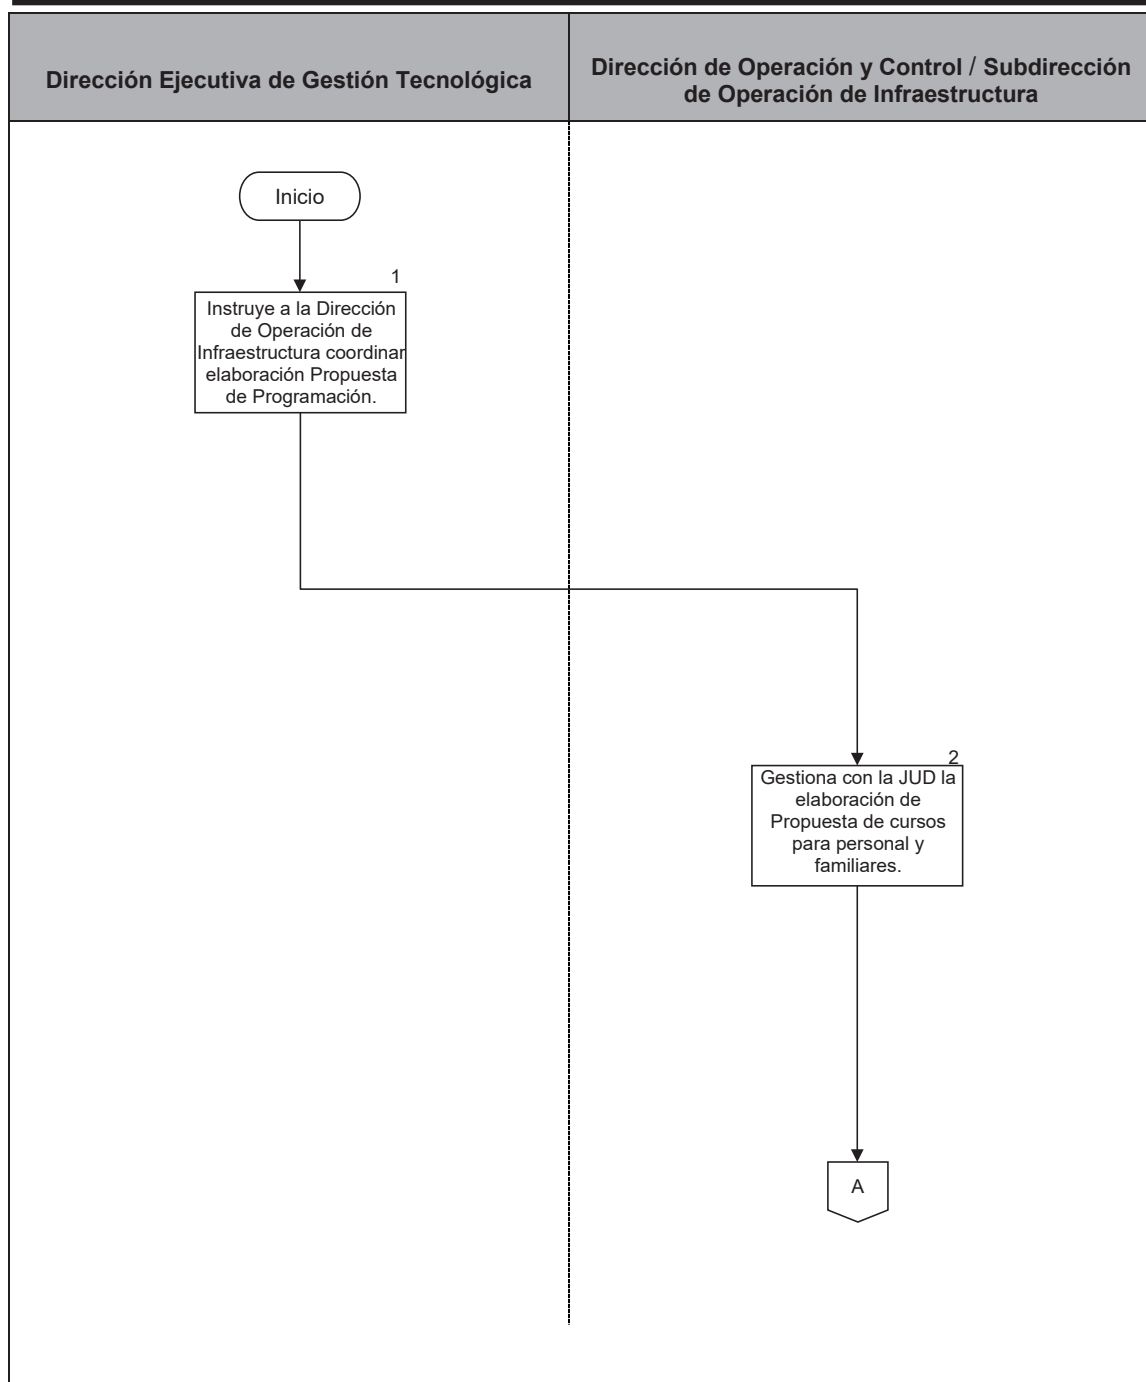 Dirección Ejecutiva de Gestión Tecnológica
Dirección de Operación y Control / Subdirección
de Operación de Infraestructura
Inicio
1
Instruye a la Dirección
de Operación de
Infraestructura coordinar
elaboración Propuesta
de Programación.
2
Gestiona con la JUD la
elaboración de
Propuesta de cursos
para personal y
familiares.
A